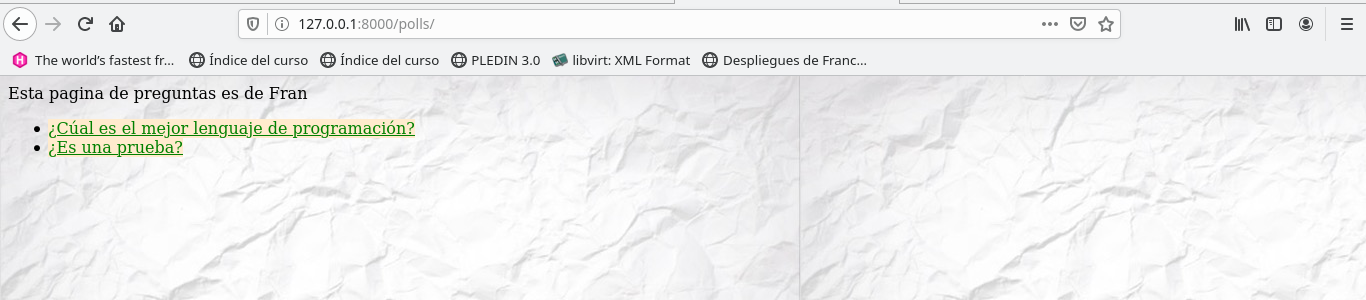 127.0.0.1:8000/polls/
The world's fastest fr... Índice del curso Índice del curso PLEDIN 3.0 libvirt: XML Format Despliegues de Franc...
Esta pagina de preguntas es de Fran
¿Cúal es el mejor lenguaje de programación?
¿Es una prueba?